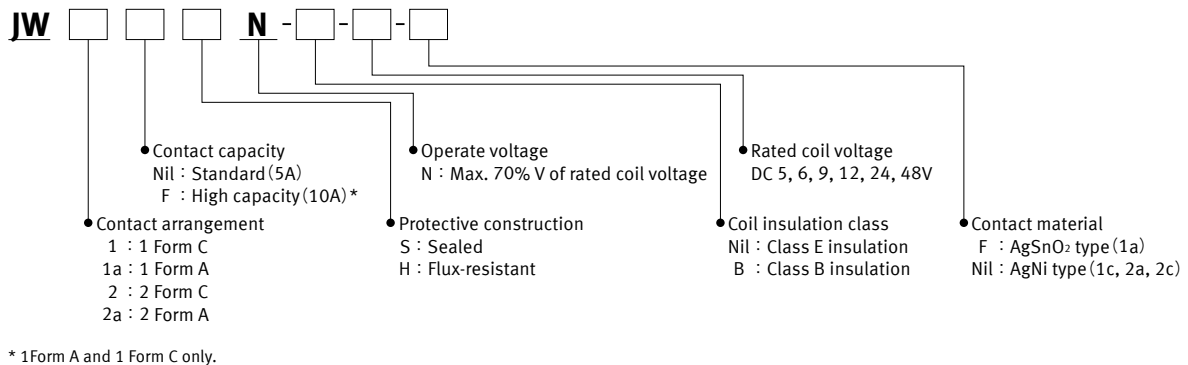 JW N - - -
Contact capacity
Nil : Standard (5A)
F : High capacity (10A) *
Operate voltage
N : Max. 70% V of rated coil voltage
Rated coil voltage
DC 5, 6, 9, 12, 24, 48V
Contact arrangement
1 : 1 Form C
1a : 1 Form A
2 : 2 Form C
2a : 2 Form A
Protective construction
S : Sealed
H : Flux-resistant
Coil insulation class
Nil : Class E insulation
B : Class B insulation
Contact material
F : AgSnO₂ type (1a)
Nil : AgNi type (1c, 2a, 2c)
* 1Form A and 1 Form C only.